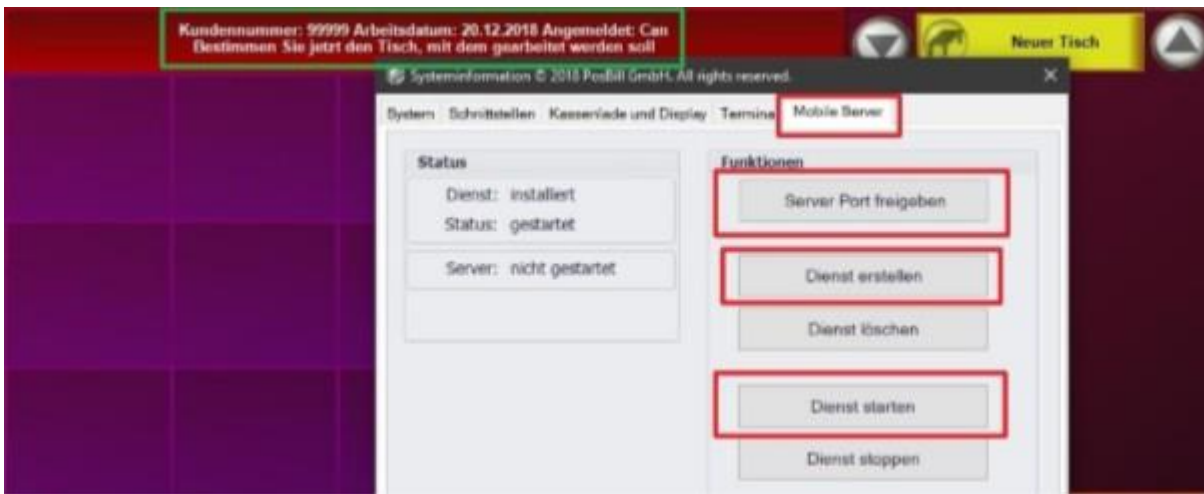 Kundennummer: 99999 Arbeitsdatum: 20.12.2018 Angemeldet: Can
Bestimmen Sie jetzt den Tisch, mit dem gearbeitet werden soll
Neuer Tisch
Systeminformation © 2018 PosBill GmbH. All rights reserved.
System Schnittstellen Kassenlade und Display Termina Mobile Server
Status
Dienst: installiert
Status: gestartet
Server: nicht gestartet
Funktionen
Server Port freigeben
Dienst erstellen
Dienst löschen
Dienst starten
Dienst stoppen